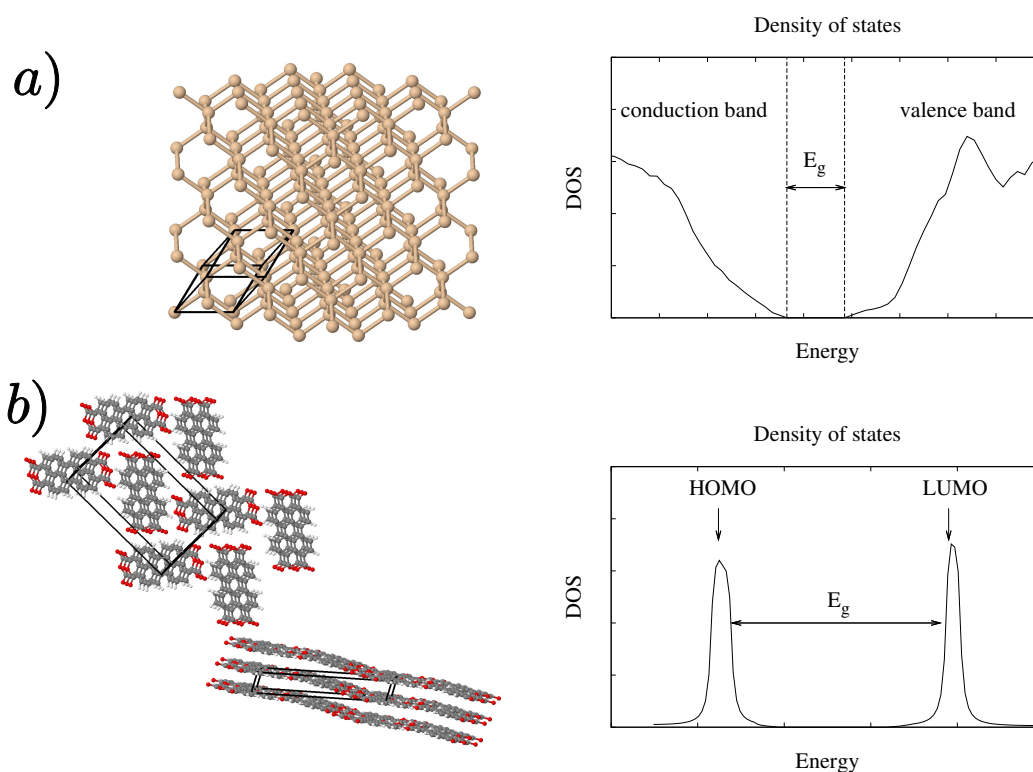 a)
Density of states
conduction band
valence band
E_g
DOS
Energy
b)
Density of states
HOMO
LUMO
E_g
DOS
Energy